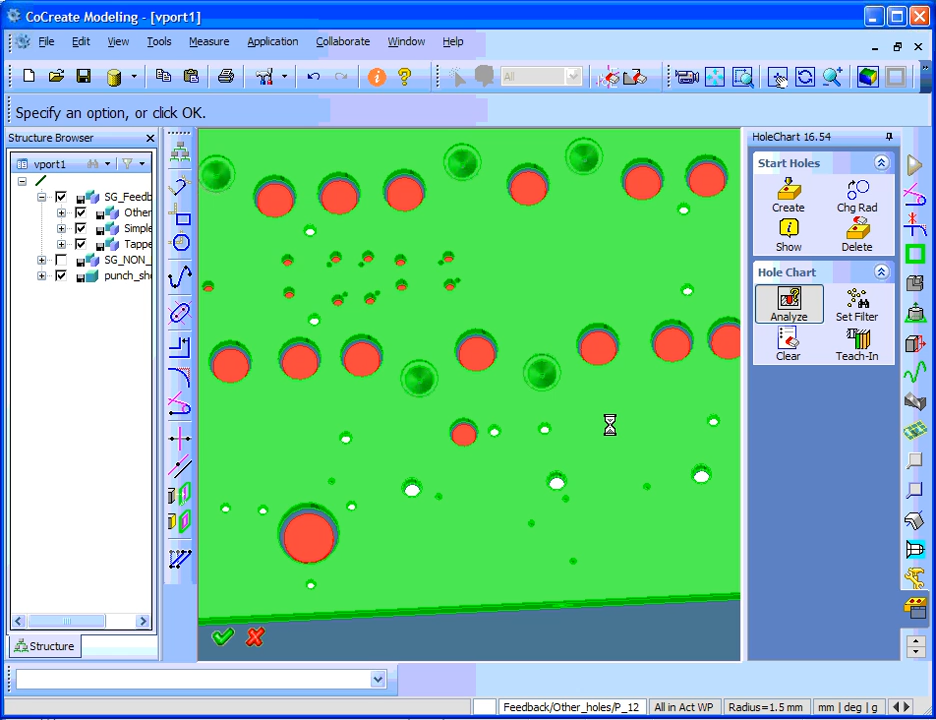 CoCreate Modeling - [vport1]
File Edit View Tools Measure Application Collaborate Window Help
All
Specify an option, or click OK.
Structure Browser
vport1
SG_Feedb
Other
Simple
Tappe
SG_NON_
punch_sh
Structure
HoleChart 16.54
Start Holes
Create Chg Rad
Show Delete
Hole Chart
Analyze Set Filter
Clear Teach-In
Feedback/Other_holes/P_12 All in Act WP Radius=1.5 mm mm | deg | g